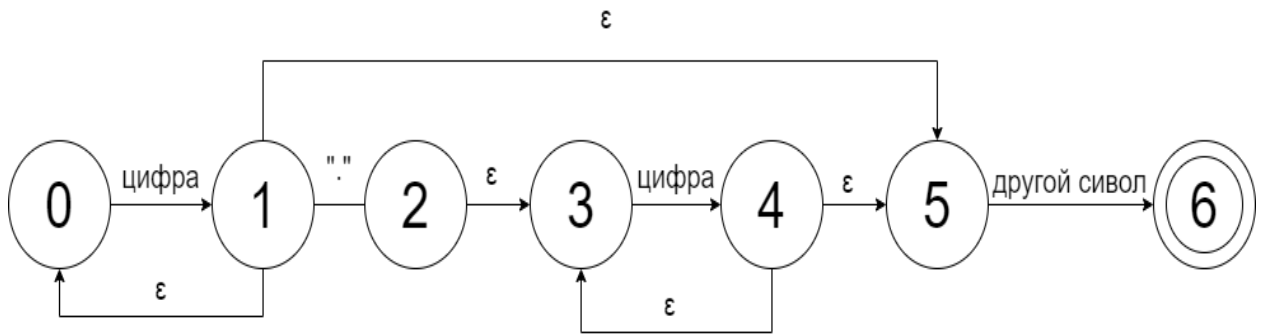 ε
цифра "." ε цифра ε другой сивол
0 1 2 3 4 5 6
ε ε